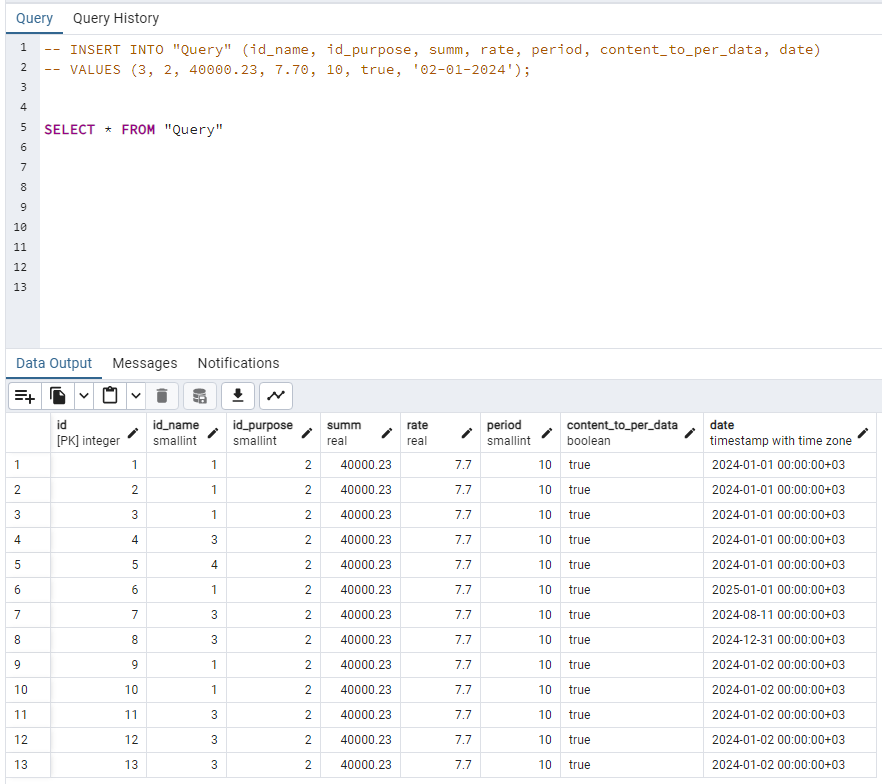 Query Query History
1 -- INSERT INTO "Query" (id_name, id_purpose, summ, rate, period, content_to_per_data, date)
2 -- VALUES (3, 2, 40000.23, 7.70, 10, true, '02-01-2024');
3
4
5 SELECT * FROM "Query"
6
7
8
9
10
11
12
13
Data Output Messages Notifications
id id_name id_purpose summ rate period content_to_per_data date
[PK] integer smallint smallint real real smallint boolean timestamp with time zone
1 1 1 2 40000.23 7.7 10 true 2024-01-01 00:00:00+03
2 2 1 2 40000.23 7.7 10 true 2024-01-01 00:00:00+03
3 3 1 2 40000.23 7.7 10 true 2024-01-01 00:00:00+03
4 4 3 2 40000.23 7.7 10 true 2024-01-01 00:00:00+03
5 5 4 2 40000.23 7.7 10 true 2024-01-01 00:00:00+03
6 6 1 2 40000.23 7.7 10 true 2025-01-01 00:00:00+03
7 7 3 2 40000.23 7.7 10 true 2024-08-11 00:00:00+03
8 8 3 2 40000.23 7.7 10 true 2024-12-31 00:00:00+03
9 9 1 2 40000.23 7.7 10 true 2024-01-02 00:00:00+03
10 10 1 2 40000.23 7.7 10 true 2024-01-02 00:00:00+03
11 11 3 2 40000.23 7.7 10 true 2024-01-02 00:00:00+03
12 12 3 2 40000.23 7.7 10 true 2024-01-02 00:00:00+03
13 13 3 2 40000.23 7.7 10 true 2024-01-02 00:00:00+03